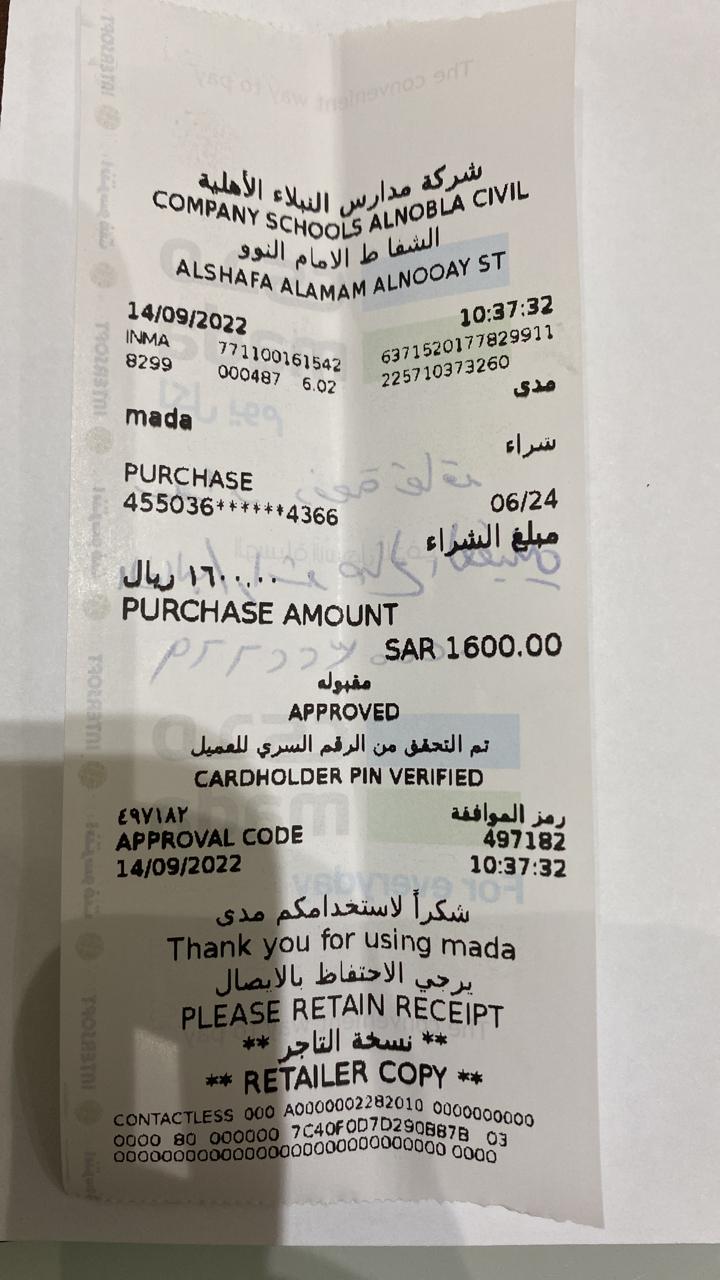 شركة مدارس النبلاء الأهلية
COMPANY SCHOOLS ALNOBLA CIVIL
الشفا ط الامام النوو
ALSHAFA ALAMAM ALNOOAY ST
14/09/2022 10:37:32
INMA 771100161542 6371520177829911
8299 000487 6.02 225710373260
مدى
mada
شراء
PURCHASE
455036******4366 06/24
مبلغ الشراء
١٦٠٠.٠٠ ريال
PURCHASE AMOUNT
SAR 1600.00
مقبوله
APPROVED
تم التحقق من الرقم السري للعميل
CARDHOLDER PIN VERIFIED
رمز الموافقة ٤٩٧١٨٢
APPROVAL CODE 497182
14/09/2022 10:37:32
شكراً لاستخدامكم مدى
Thank you for using mada
يرجي الاحتفاظ بالايصال
PLEASE RETAIN RECEIPT
** نسخة التاجر **
** RETAILER COPY **
CONTACTLESS 000 A0000002282010 0000000000
0000 80 000000 7C40F0D7D290B87B 03